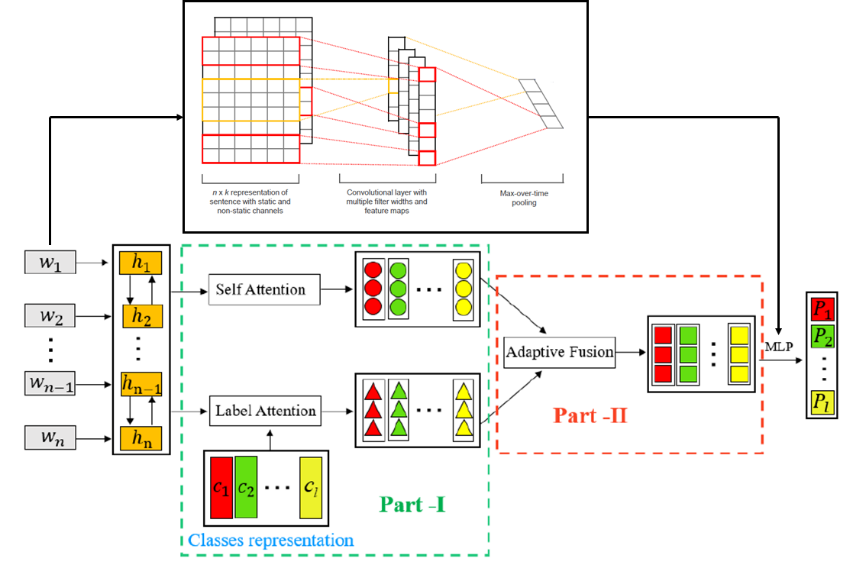 n x k representation of
sentence with static and
non-static channels
Convolutional layer with
multiple filter widths and
feature maps
Max-over-time
pooling
w₁
w₂
⋮
wₙ₋₁
wₙ
h₁
h₂
⋮
hₙ₋₁
hₙ
Self Attention
...
Label Attention
...
c₁ c₂ ... c_l
Part -I
Classes representation
Adaptive Fusion
⋮
Part -II
MLP
P₁
P₂
⋮
P_l